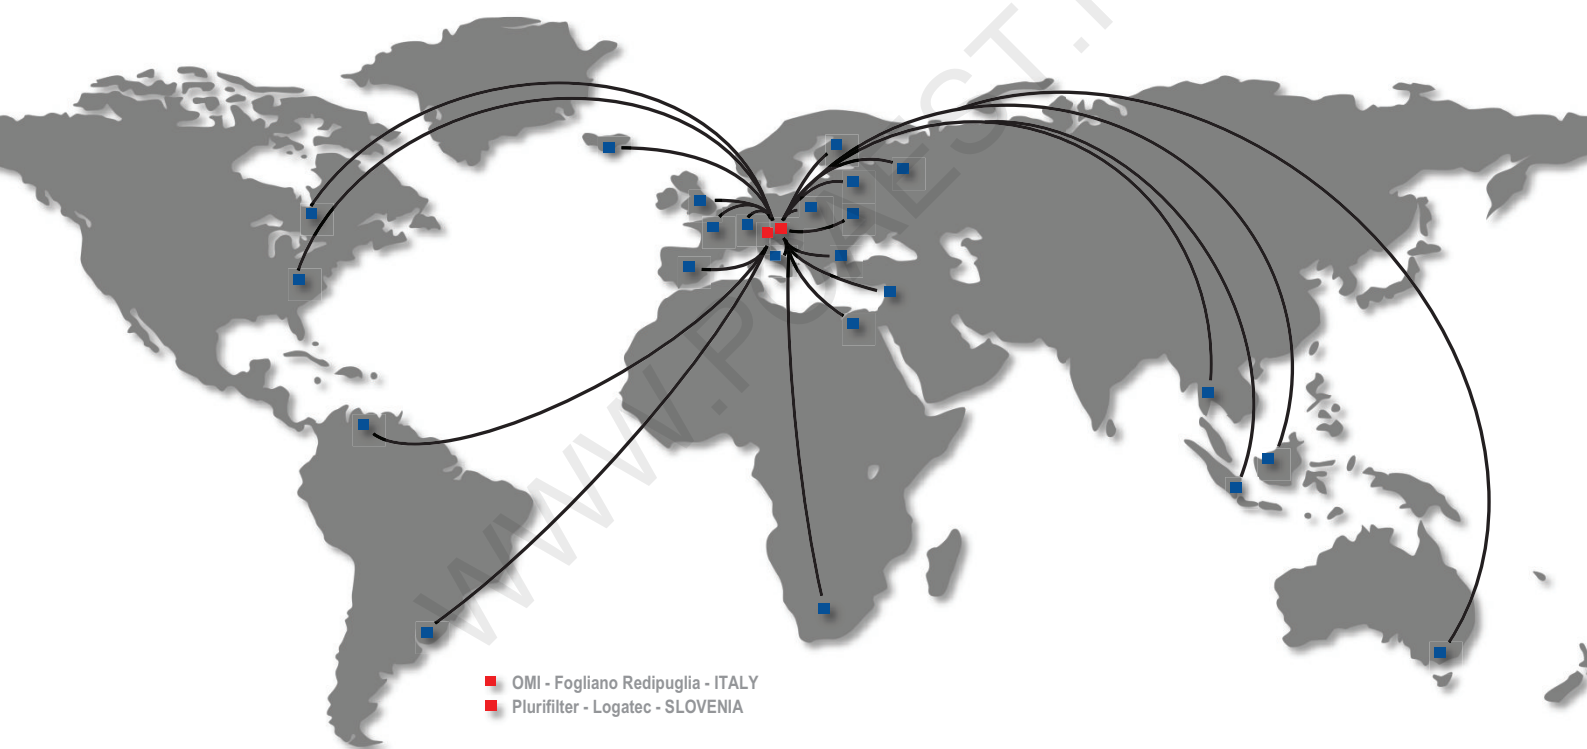 OMI - Fogliano Redipuglia - ITALY
Plurifilter - Logatec - SLOVENIA